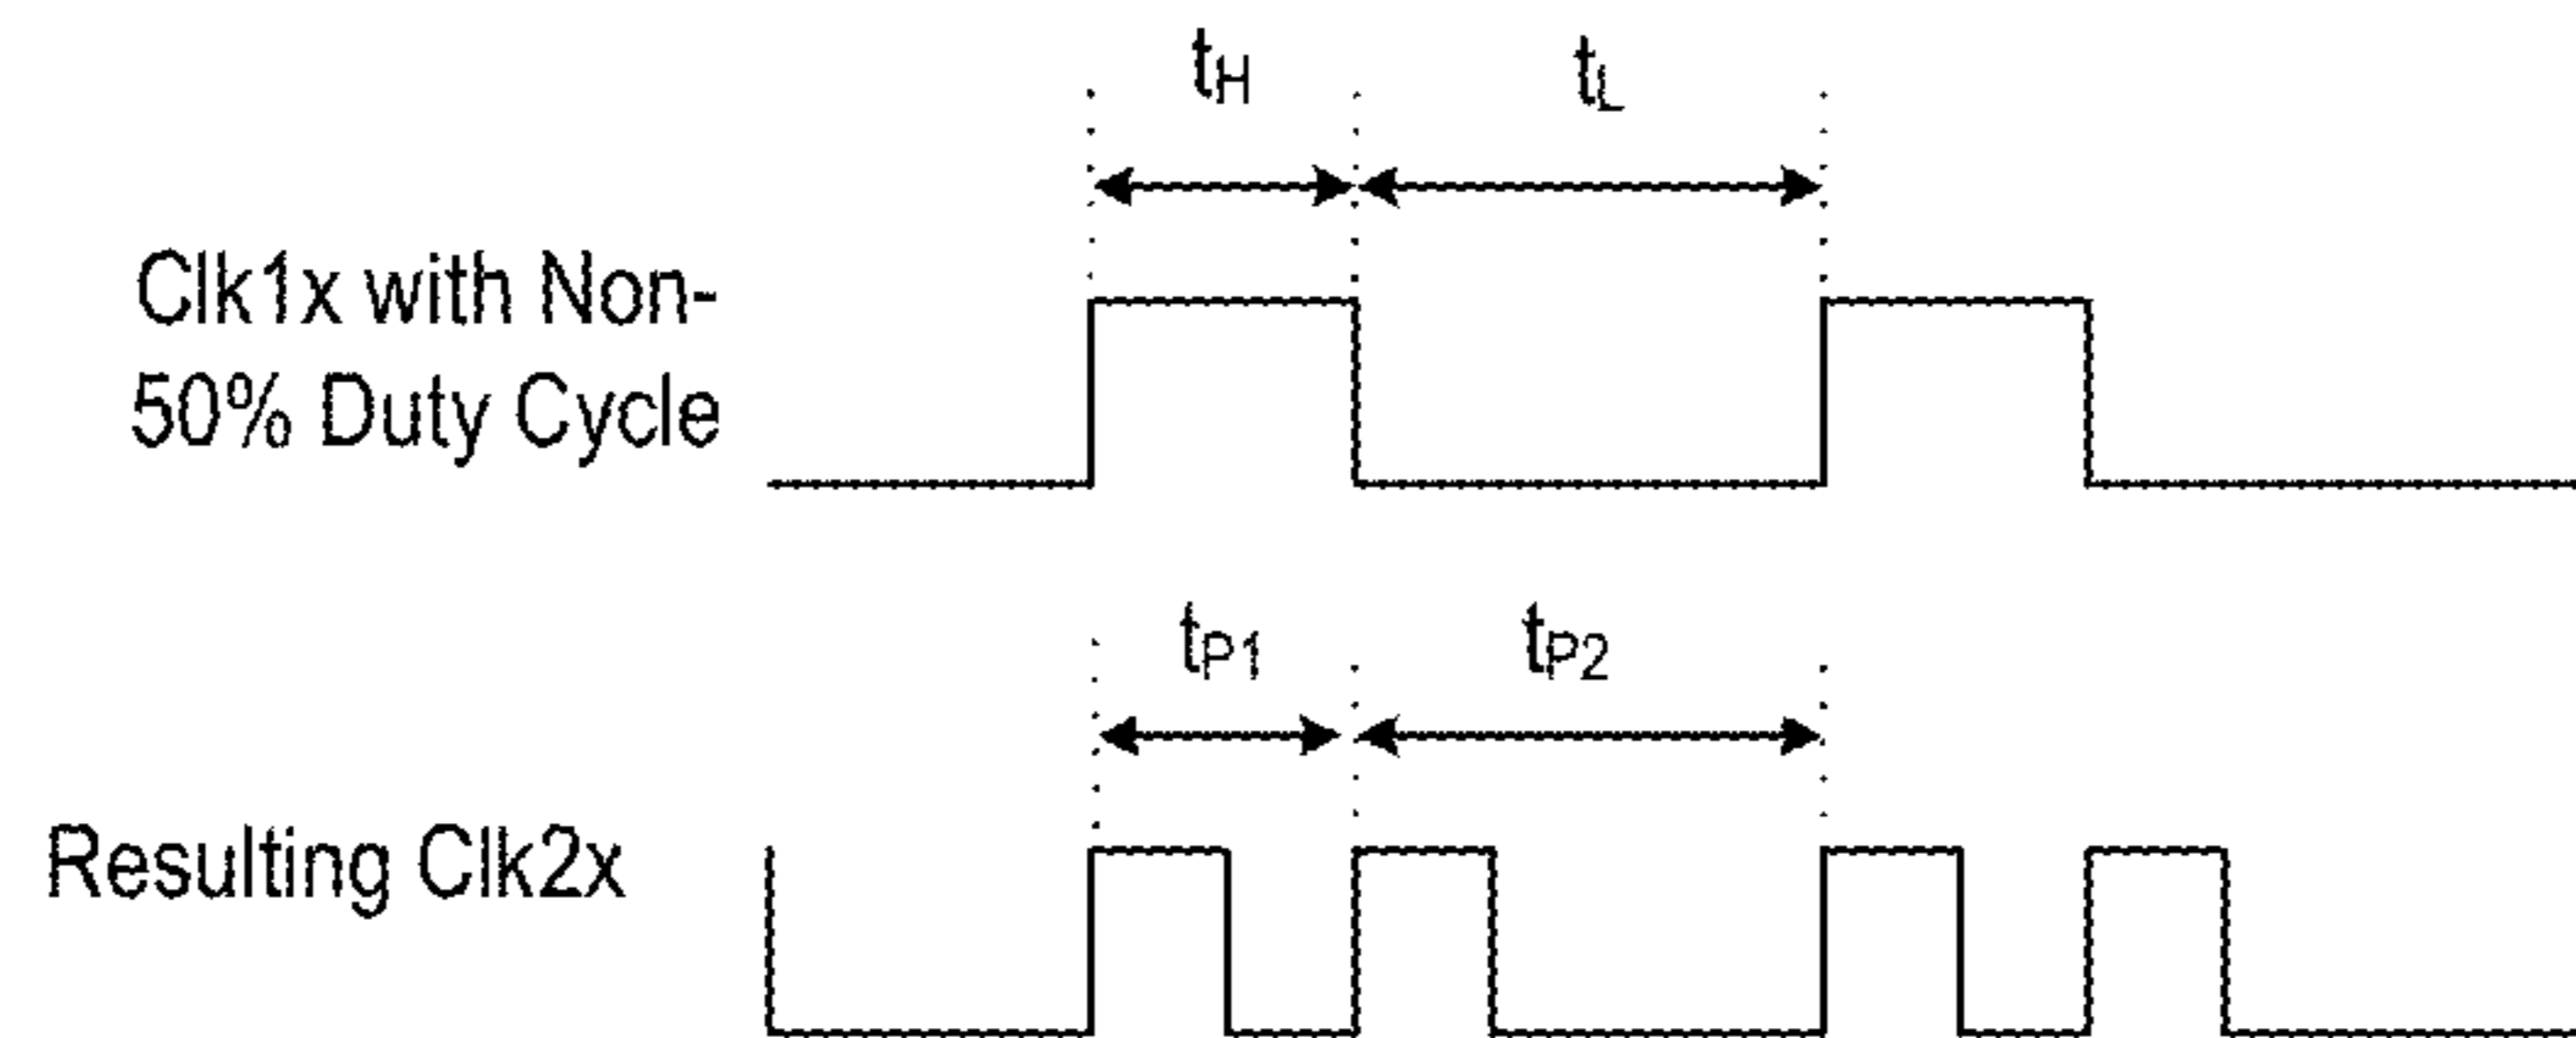 tH
tL
Clk1x with Non-
50% Duty Cycle
tP1
tP2
Resulting Clk2x